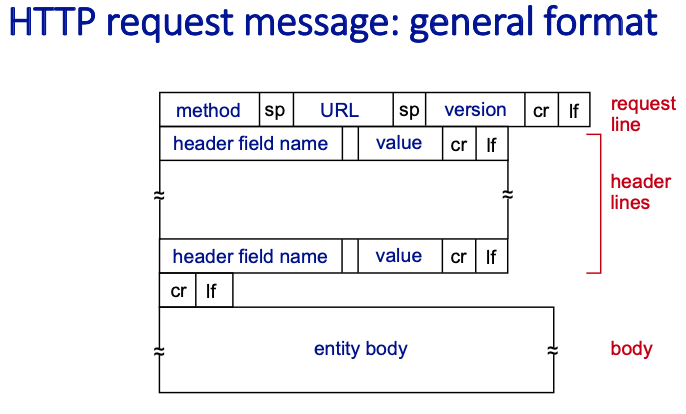 HTTP request message: general format
method sp URL sp version cr lf
request
line
header field name value cr lf
header
lines
header field name value cr lf
cr lf
entity body
body